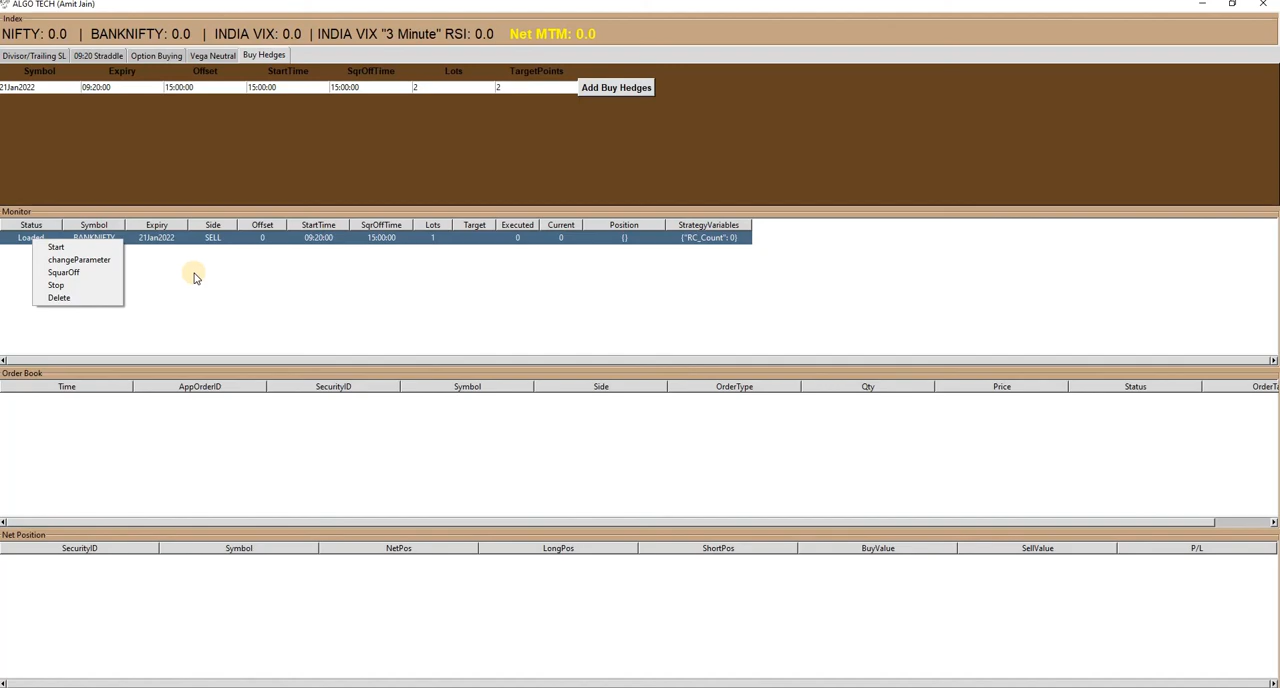 ALGO TECH (Amit Jain)
Index
NIFTY: 0.0 | BANKNIFTY: 0.0 | INDIA VIX: 0.0 | INDIA VIX "3 Minute" RSI: 0.0 Net MTM: 0.0
Divisor/Trailing SL 09:20 Straddle Option Buying Vega Neutral Buy Hedges
Symbol Expiry Offset StartTime SqrOffTime Lots TargetPoints
21Jan2022 09:20:00 15:00:00 15:00:00 15:00:00 2 2 Add Buy Hedges
Monitor
Status Symbol Expiry Side Offset StartTime SqrOffTime Lots Target Executed Current Position StrategyVariables
Loaded BANKNIFTY 21Jan2022 SELL 0 09:20:00 15:00:00 1 0 0 {} {"RC_Count": 0}
Start
changeParameter
SquarOff
Stop
Delete
Order Book
Time AppOrderID SecurityID Symbol Side OrderType Qty Price Status OrderTa
Net Position
SecurityID Symbol NetPos LongPos ShortPos BuyValue SellValue P/L